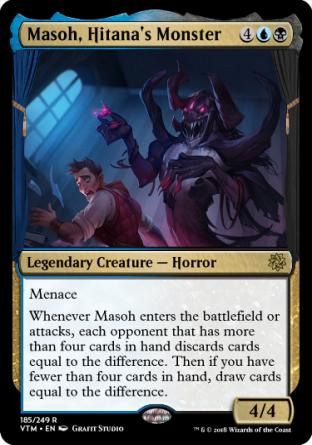 Masoh, Hitana's Monster 4
Legendary Creature — Horror
Menace
Whenever Masoh enters the battlefield or
attacks, each opponent that has more
than four cards in hand discards cards
equal to the difference. Then if you have
fewer than four cards in hand, draw cards
equal to the difference.
4/4
185/249 R
VTM • EN Grafit Studio
™ & © 2018 Wizards of the Coast